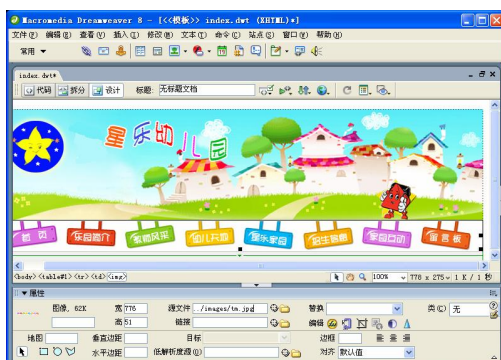 Macromedia Dreamweaver 8 - [<<模板>> index.dwt (XHTML)*]
文件(F) 编辑(E) 查看(V) 插入(I) 修改(M) 文本(T) 命令(C) 站点(S) 窗口(W) 帮助(H)
常用
index.dwt*
代码 拆分 设计 标题: 无标题文档
星乐幼儿园
首页 乐园简介 教师风采 幼儿天地 音乐家园 招生信息 家园互动 留言板
<body><table#1><tr><td><img> 100% 778 x 275 1 K / 1 秒
属性
图像, 62K 宽 776 源文件 ../images/tm.jpg 替换 类(C) 无
高 51 链接 编辑
地图 垂直边距 目标 边框
水平边距 低解析度源(O) 对齐 默认值